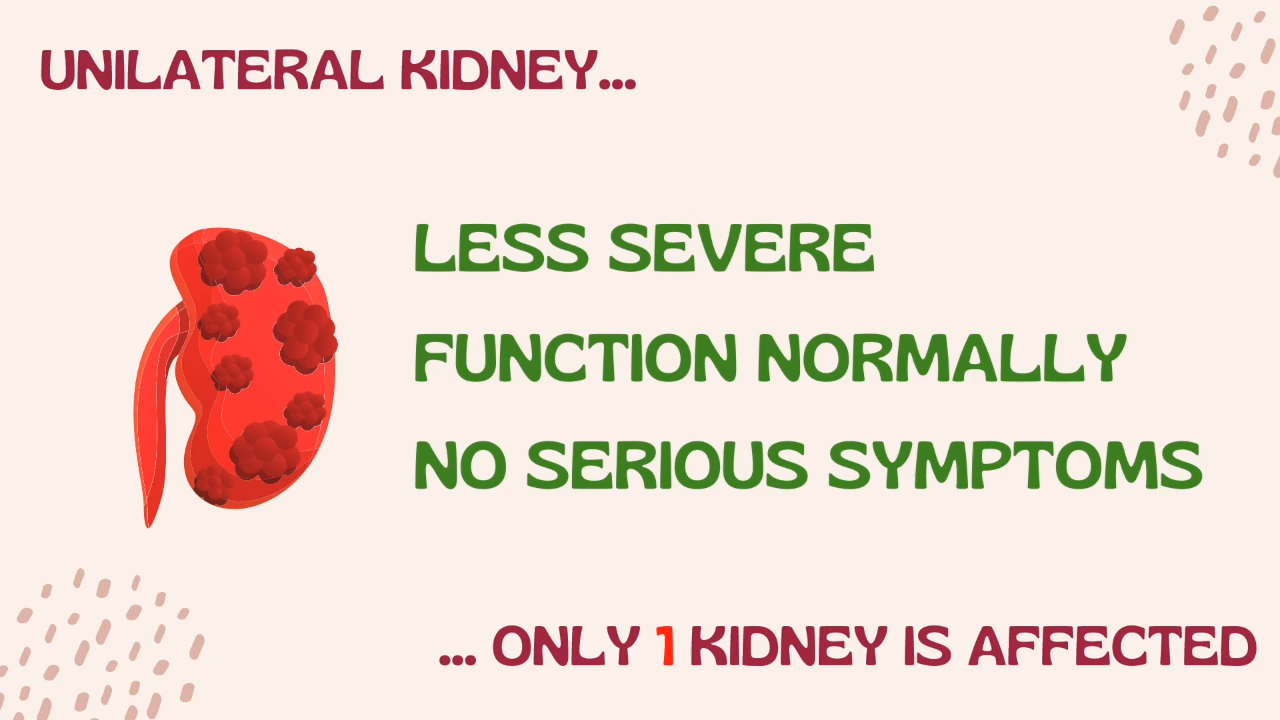 UNILATERAL KIDNEY...
LESS SEVERE
FUNCTION NORMALLY
NO SERIOUS SYMPTOMS
... ONLY 1 KIDNEY IS AFFECTED